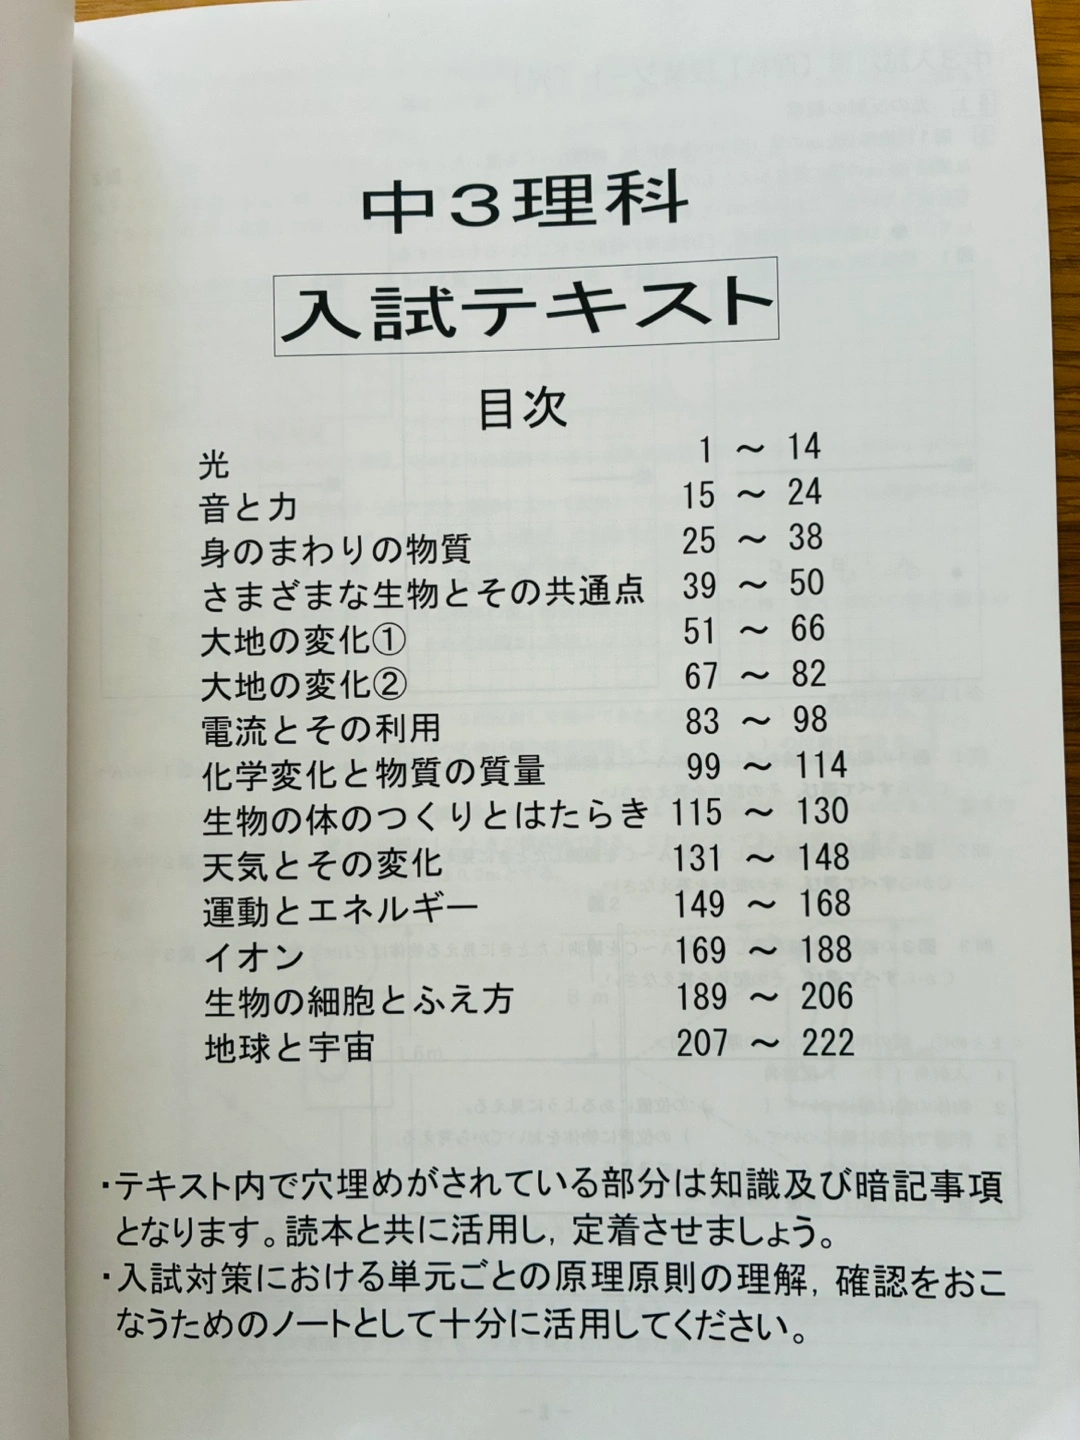 中3理科
入試テキスト
目次
光 1 ～ 14
音と力 15 ～ 24
身のまわりの物質 25 ～ 38
さまざまな生物とその共通点 39 ～ 50
大地の変化① 51 ～ 66
大地の変化② 67 ～ 82
電流とその利用 83 ～ 98
化学変化と物質の質量 99 ～ 114
生物の体のつくりとはたらき 115 ～ 130
天気とその変化 131 ～ 148
運動とエネルギー 149 ～ 168
イオン 169 ～ 188
生物の細胞とふえ方 189 ～ 206
地球と宇宙 207 ～ 222
・テキスト内で穴埋めがされている部分は知識及び暗記事項
となります。読本と共に活用し，定着させましょう。
・入試対策における単元ごとの原理原則の理解，確認をおこ
なうためのノートとして十分に活用してください。